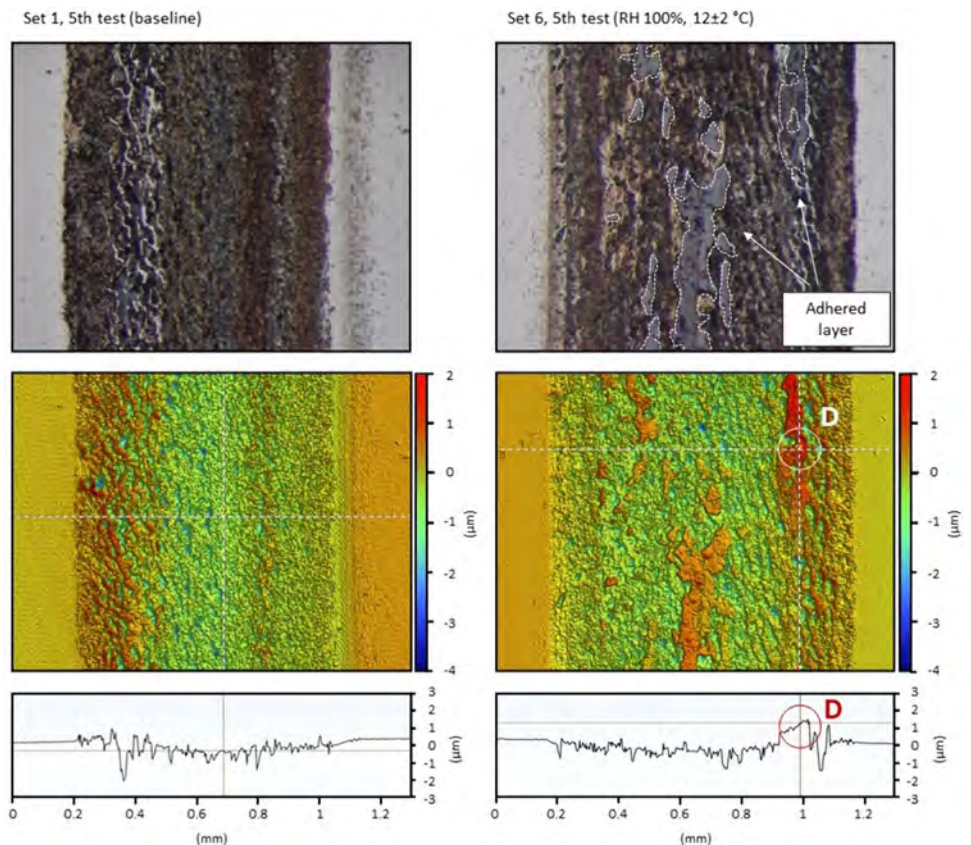 Set 1, 5th test (baseline)
Set 6, 5th test (RH 100%, 12±2 °C)
Adhered
layer
2
1
0
-1
-2
-3
-4
(μm)
D
2
1
0
-1
-2
-3
-4
(μm)
3
2
1
0
-1
-2
-3
(μm)
0 0.2 0.4 0.6 0.8 1 1.2
(mm)
D
3
2
1
0
-1
-2
-3
(μm)
0 0.2 0.4 0.6 0.8 1 1.2
(mm)